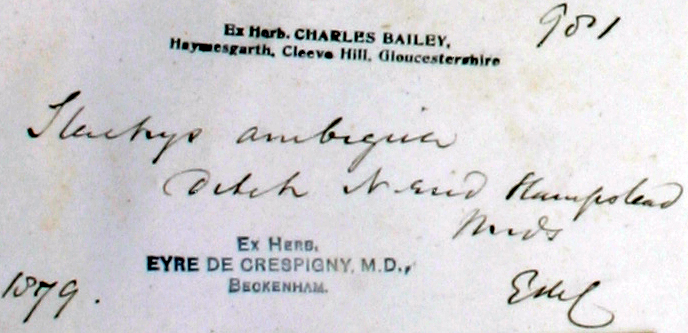 Ex Herb. CHARLES BAILEY,
Haymesgarth, Cleeve Hill, Gloucestershire
981
Stachys ambigua
Ditch N. End Hampstead
Ex Herb.
EYRE DE CRESPIGNY, M.D.,
BECKENHAM.
1879.
EdeC